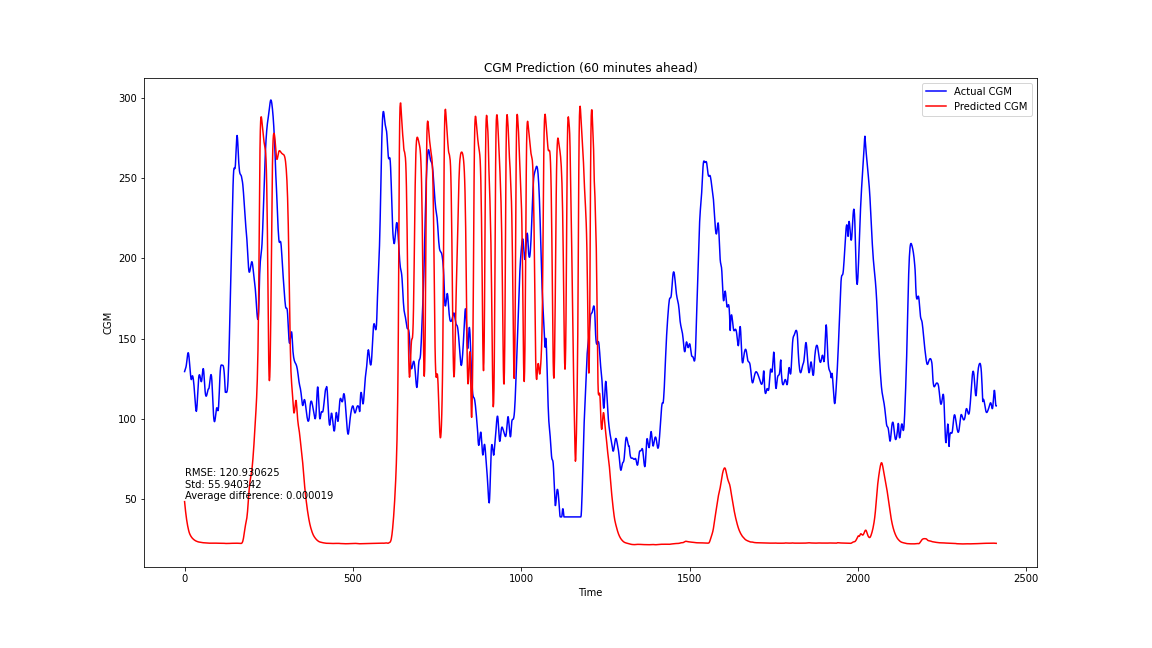 CGM Prediction (60 minutes ahead)
Actual CGM
Predicted CGM
300
250
200
150
100
50
CGM
RMSE: 120.930625
Std: 55.940342
Average difference: 0.000019
0
500
1000
1500
2000
2500
Time